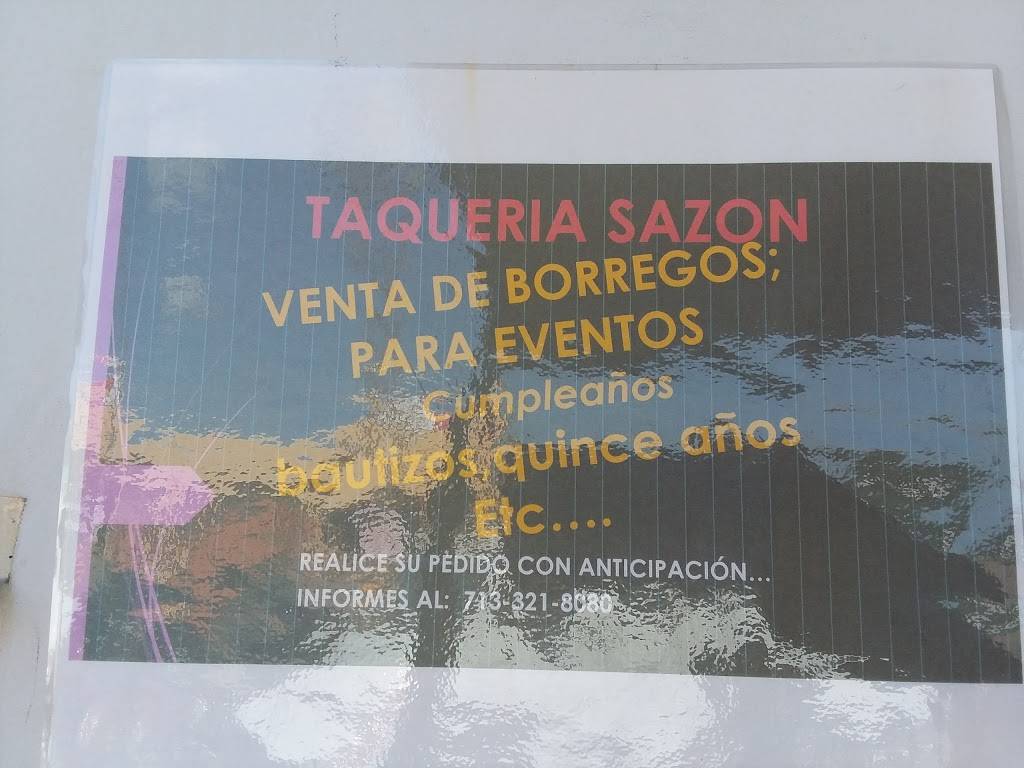 TAQUERIA SAZON
VENTA DE BORREGOS;
PARA EVENTOS
Cumpleaños
bautizos,quince años
Etc....
REALICE SU PEDIDO CON ANTICIPACIÓN...
INFORMES AL: 713-321-8080